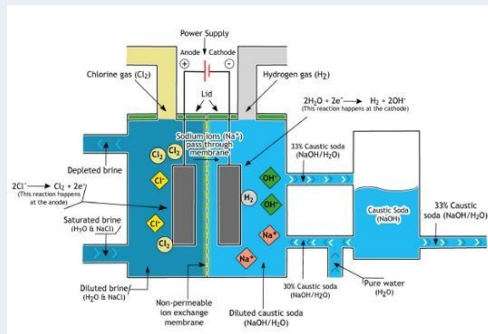 Power Supply
Anode Cathode
+ -
Chlorine gas (Cl₂)
Hydrogen gas (H₂)
Lid
2H₂O + 2e⁻ → H₂ + 2OH⁻
(This reaction happens at the cathode)
Sodium ions (Na⁺)
pass through
membrane
Depleted brine
2Cl⁻ → Cl₂ + 2e⁻
(This reaction happens
at the anode)
Saturated brine
(H₂O & NaCl)
Cl₂
Cl₂
Cl⁻
Cl⁻
Cl₂
H₂
OH⁻
OH⁻
Na⁺
Na⁺
33% Caustic soda
(NaOH/H₂O)
Caustic Soda
(NaOH)
33% Caustic
soda (NaOH/H₂O)
Diluted brine
(H₂O & NaCl)
Non-permeable
ion exchange
membrane
Diluted caustic soda
(NaOH/H₂O)
30% Caustic soda
(NaOH/H₂O)
Pure water
(H₂O)